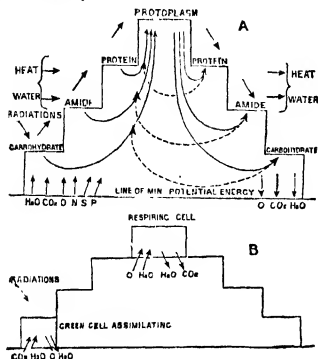 PROTOPLASM
A
PROTEIN PROTEIN
HEAT HEAT
WATER WATER
AMIDE AMIDE
RADIATIONS
CARBOHYDRATE CARBOHYDRATE
LINE OF MIN. POTENTIAL ENERGY
H₂O CO₂ O N S P O CO₂ H₂O
RESPIRING CELL
B
O H₂O H₂O CO₂
RADIATIONS
GREEN CELL ASSIMILATING
CO₂ H₂O O H₂O